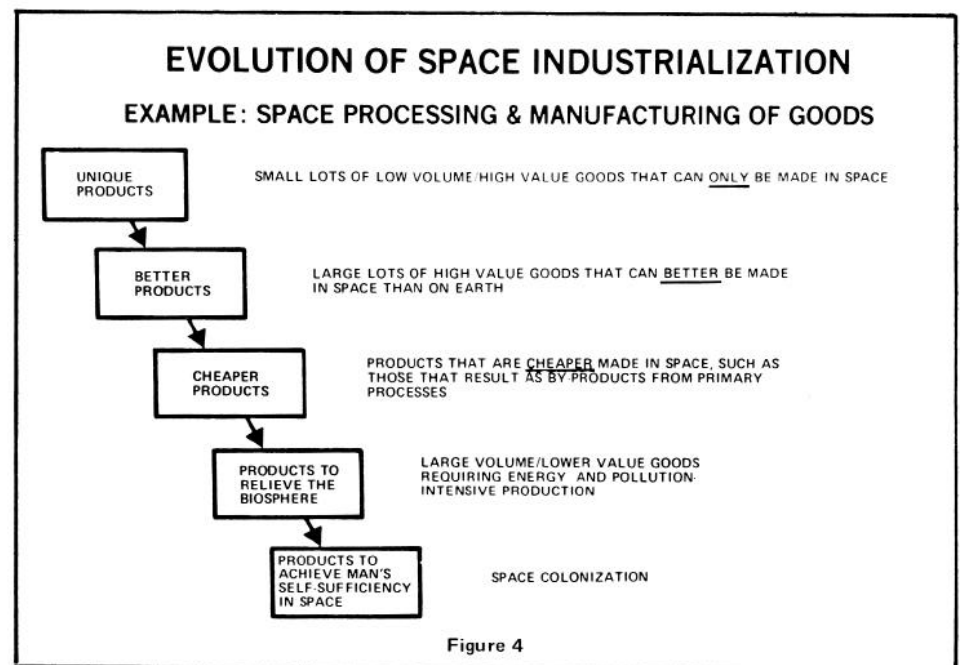 EVOLUTION OF SPACE INDUSTRIALIZATION
EXAMPLE: SPACE PROCESSING & MANUFACTURING OF GOODS
UNIQUE
PRODUCTS
SMALL LOTS OF LOW VOLUME/HIGH VALUE GOODS THAT CAN ONLY BE MADE IN SPACE
BETTER
PRODUCTS
LARGE LOTS OF HIGH VALUE GOODS THAT CAN BETTER BE MADE
IN SPACE THAN ON EARTH
CHEAPER
PRODUCTS
PRODUCTS THAT ARE CHEAPER MADE IN SPACE, SUCH AS
THOSE THAT RESULT AS BY-PRODUCTS FROM PRIMARY
PROCESSES
PRODUCTS TO
RELIEVE THE
BIOSPHERE
LARGE VOLUME/LOWER VALUE GOODS
REQUIRING ENERGY AND POLLUTION-
INTENSIVE PRODUCTION
PRODUCTS TO
ACHIEVE MAN'S
SELF-SUFFICIENCY
IN SPACE
SPACE COLONIZATION
Figure 4